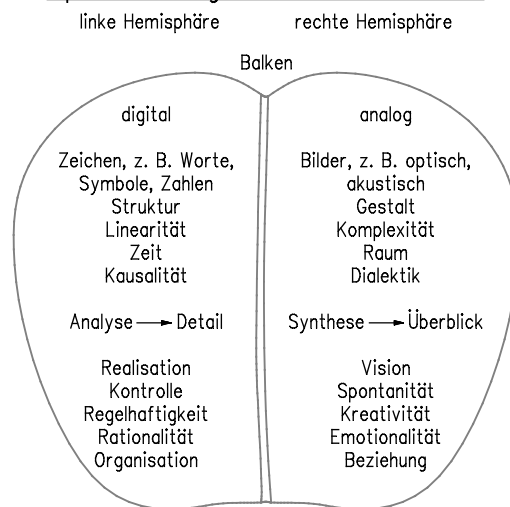 linke Hemisphäre
rechte Hemisphäre
Balken
digital
Zeichen, z. B. Worte,
Symbole, Zahlen
Struktur
Linearität
Zeit
Kausalität
Analyse → Detail
Realisation
Kontrolle
Regelhaftigkeit
Rationalität
Organisation
analog
Bilder, z. B. optisch,
akustisch
Gestalt
Komplexität
Raum
Dialektik
Synthese → Überblick
Vision
Spontanität
Kreativität
Emotionalität
Beziehung